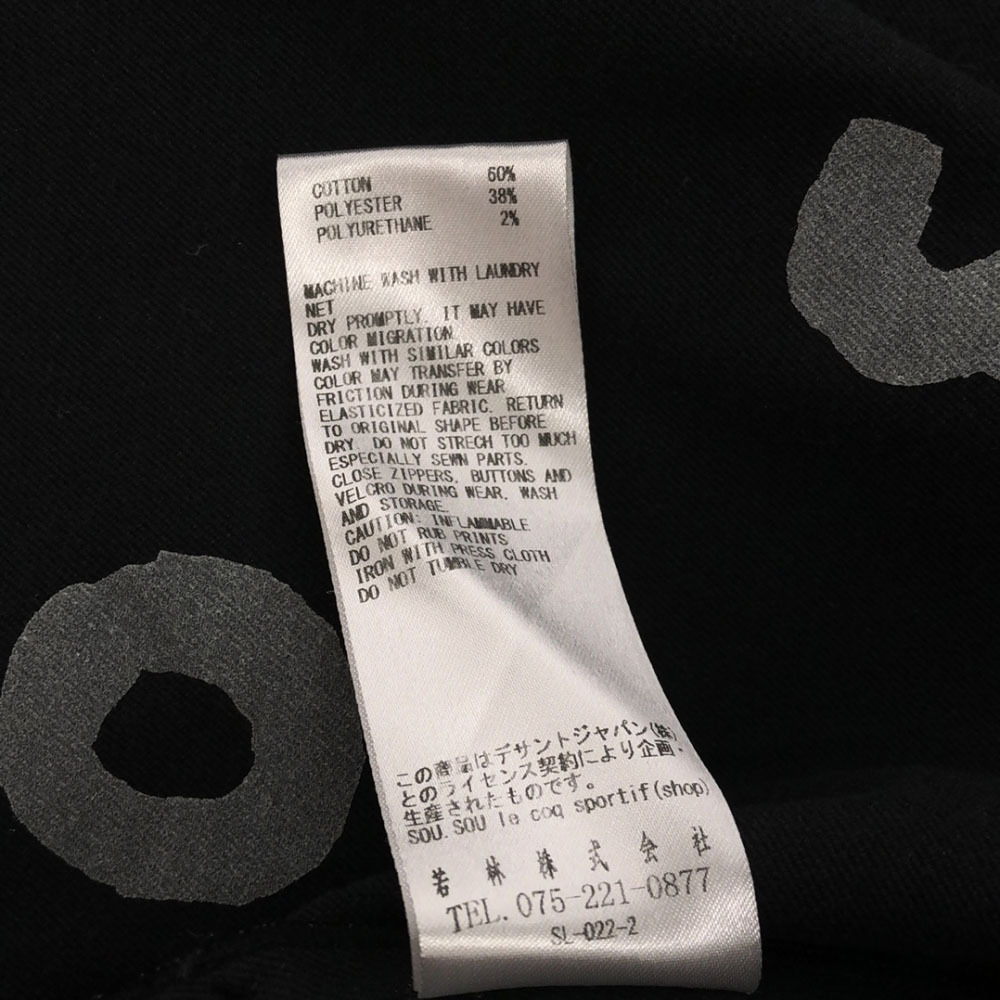 COTTON 60%
POLYESTER 38%
POLYURETHANE 2%
MACHINE WASH WITH LAUNDRY
NET
DRY PROMPTLY. IT MAY HAVE
COLOR MIGRATION
WASH WITH SIMILAR COLORS
COLOR MAY TRANSFER BY
FRICTION DURING WEAR
ELASTICIZED FABRIC. RETURN
TO ORIGINAL SHAPE BEFORE
DRY. DO NOT STRECH TOO MUCH
ESPECIALLY SEWN PARTS.
CLOSE ZIPPERS, BUTTONS AND
VELCRO DURING WEAR, WASH
AND STORAGE.
CAUTION: INFLAMMABLE
DO NOT RUB PRINTS
IRON WITH PRESS CLOTH
DO NOT TUMBLE DRY
この商品はデサントジャパン(株)
とのライセンス契約により企画・
生産されたものです。
SOU.SOU le coq sportif(shop)
若林株式会社
TEL. 075-221-0877
SL-022-2